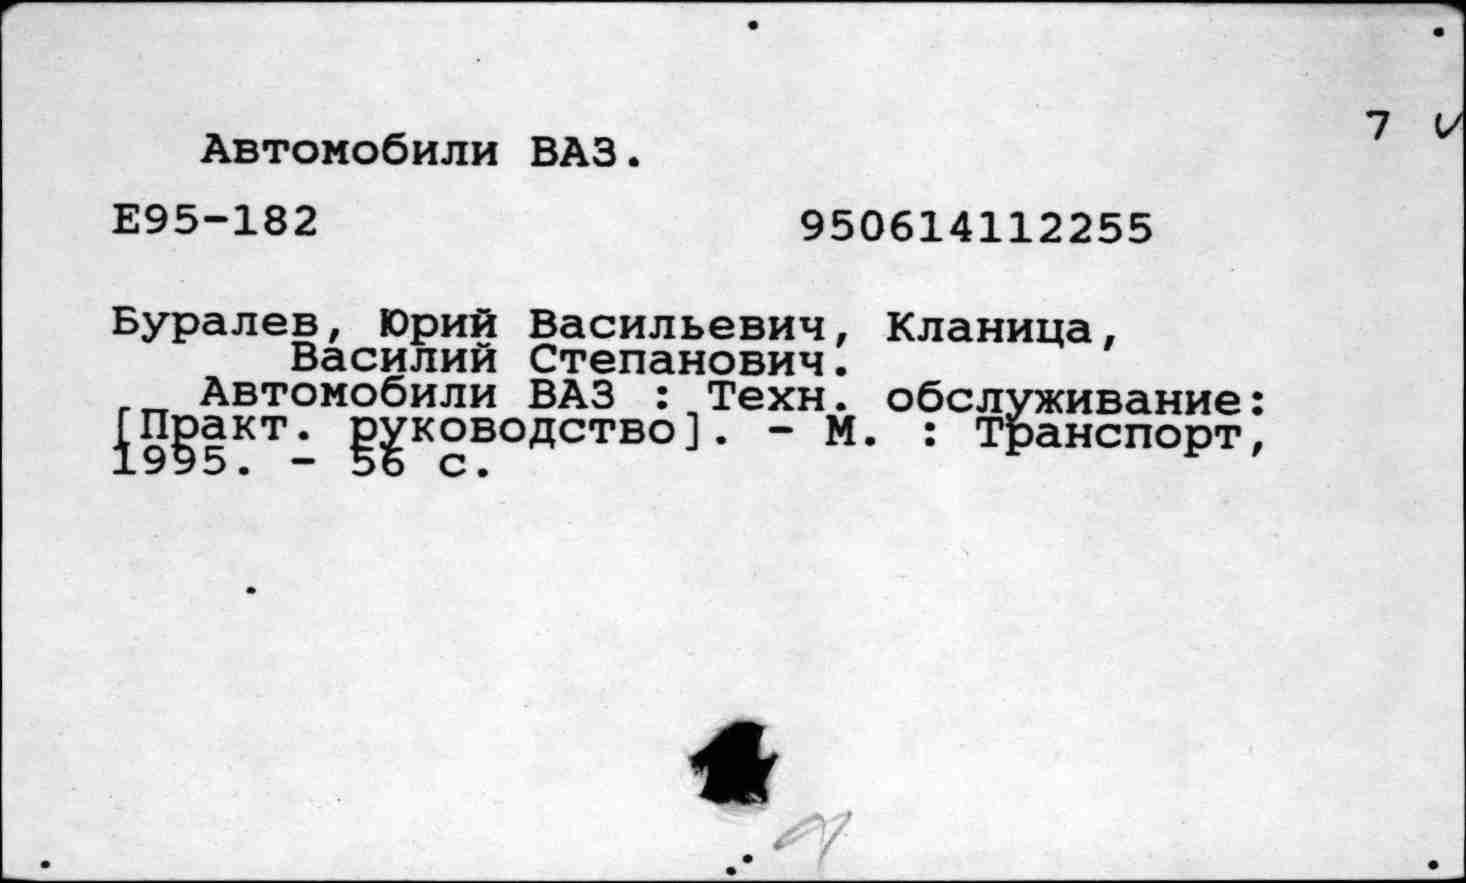 7
Автомобили ВАЗ.
Е95-182 950614112255
Буралев, Юрий Васильевич, Кланица,
Василий Степанович.
Автомобили ВАЗ : Техн. обслуживание:
[Практ. руководство]. - М. : Транспорт,
1995. - 56 с.